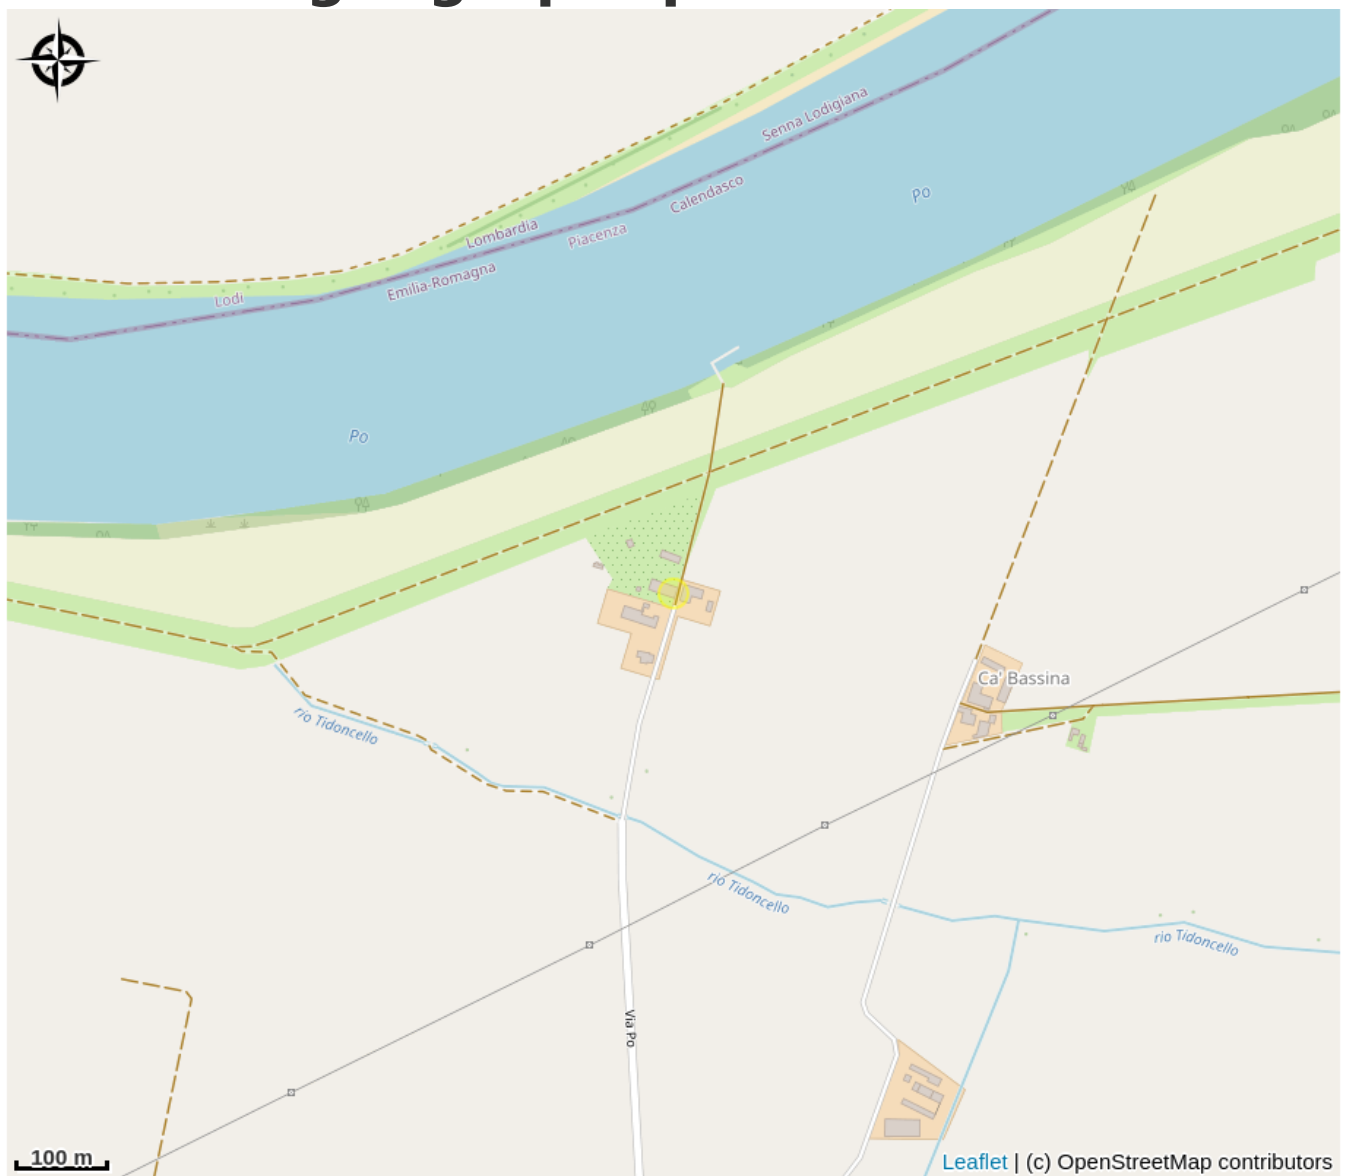 Senna Lodigiana
Calendasco
Po
Lombardia
Piacenza
Emilia-Romagna
Lodi
Po
Ca' Bassina
rio Tidoncello
rio Tidoncello
rio Tidoncello
Via Po
100 m
Leaflet | (c) OpenStreetMap contributors